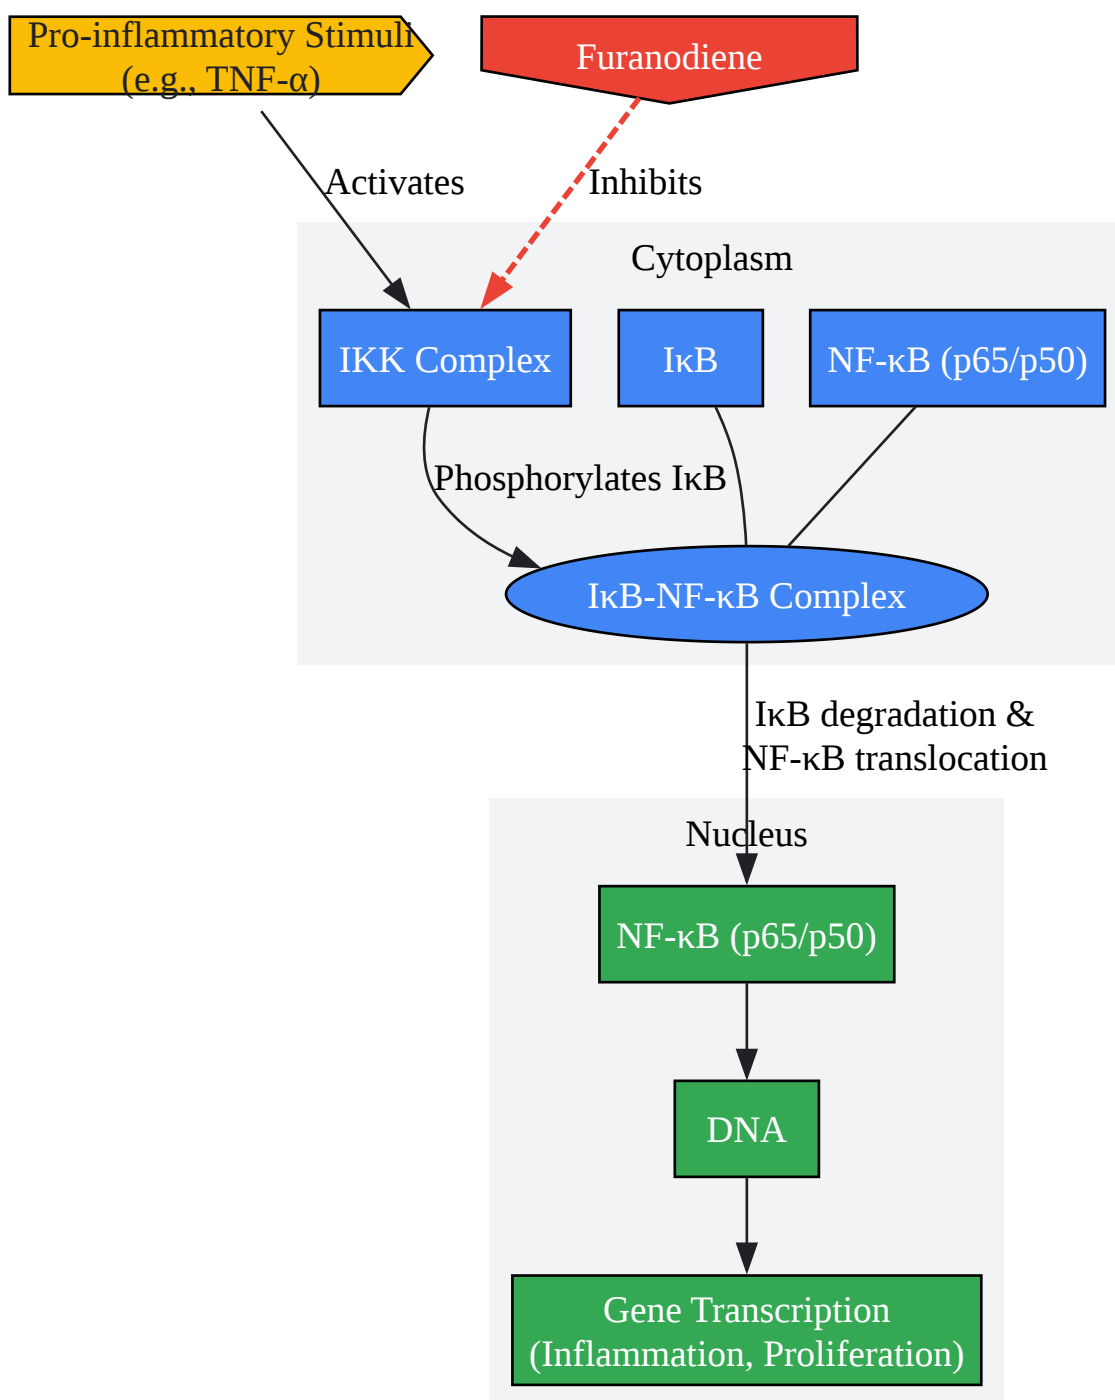 Pro-inflammatory Stimuli
(e.g., TNF-α)
Furanodiene
Activates
Inhibits
Cytoplasm
IKK Complex
IκB
NF-κB (p65/p50)
Phosphorylates IκB
IκB-NF-κB Complex
IκB degradation &
NF-κB translocation
Nucleus
NF-κB (p65/p50)
DNA
Gene Transcription
(Inflammation, Proliferation)